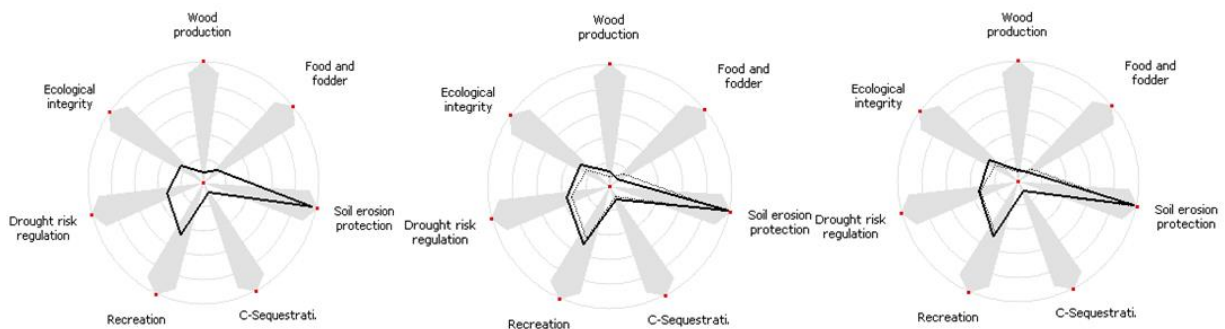 Wood
production
Food and
fodder
Ecological
integrity
Soil erosion
protection
Drought risk
regulation
Recreation
C-Sequestrati.
Wood
production
Food and
fodder
Ecological
integrity
Soil erosion
protection
Drought risk
regulation
Recreation
C-Sequestrati.
Wood
production
Food and
fodder
Ecological
integrity
Soil erosion
protection
Drought risk
regulation
Recreation
C-Sequestrati.